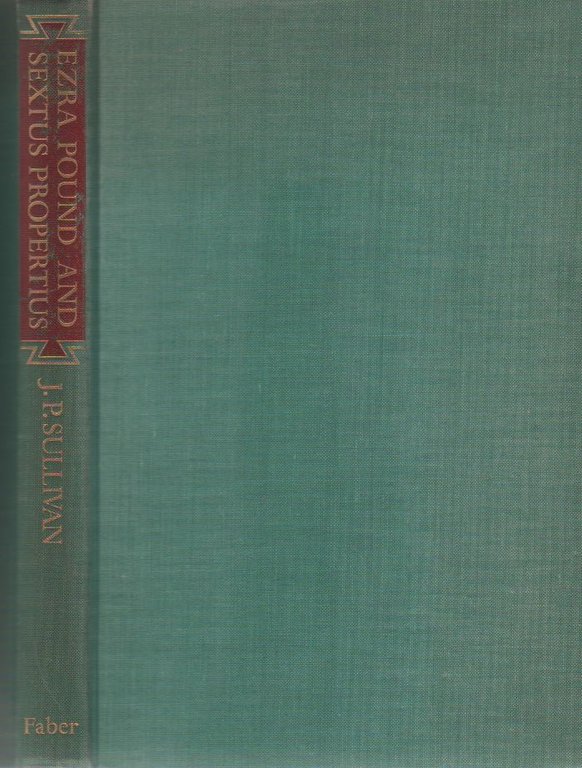 EZRA POUND AND
SEXTUS PROPERTIUS
J. P. SULLIVAN
Faber